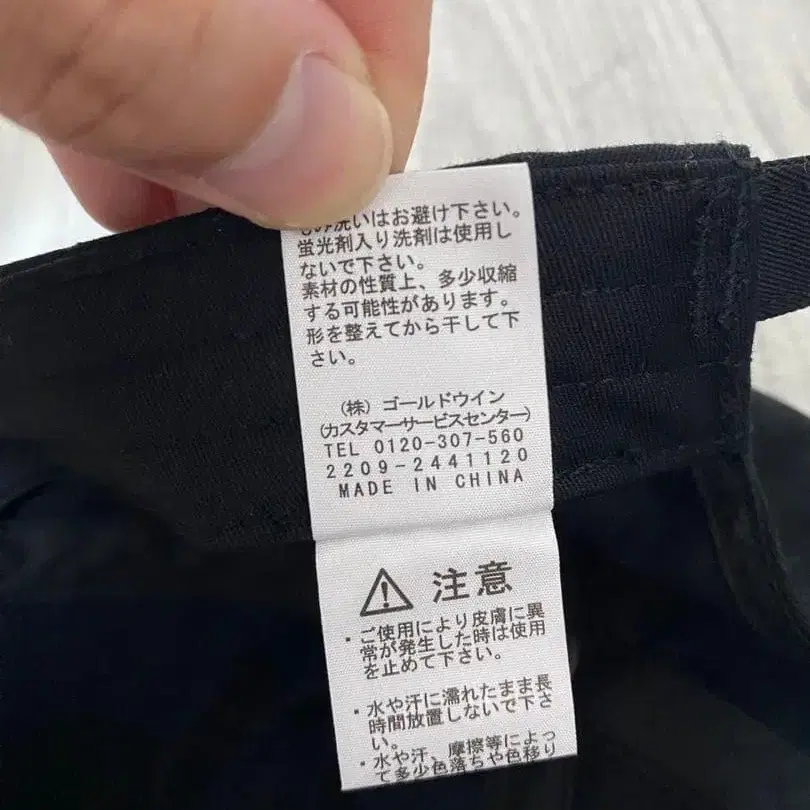 洗いはお避け下さい。
蛍光剤入り洗剤は使用し
ないで下さい。
素材の性質上、多少収縮
する可能性があります。
形を整えてから干して下
さい。
(株) ゴールドウイン
(カスタマーサービスセンター)
TEL 0120-307-560
2209-2441120
MADE IN CHINA
注意
・ご使用により皮膚に異
常が発生した時は使用
を止めて下さい。
・水や汗に濡れたまま長
時間放置しないで下さ
い。
・水や汗、摩擦等によっ
て多少色落ちや色移り